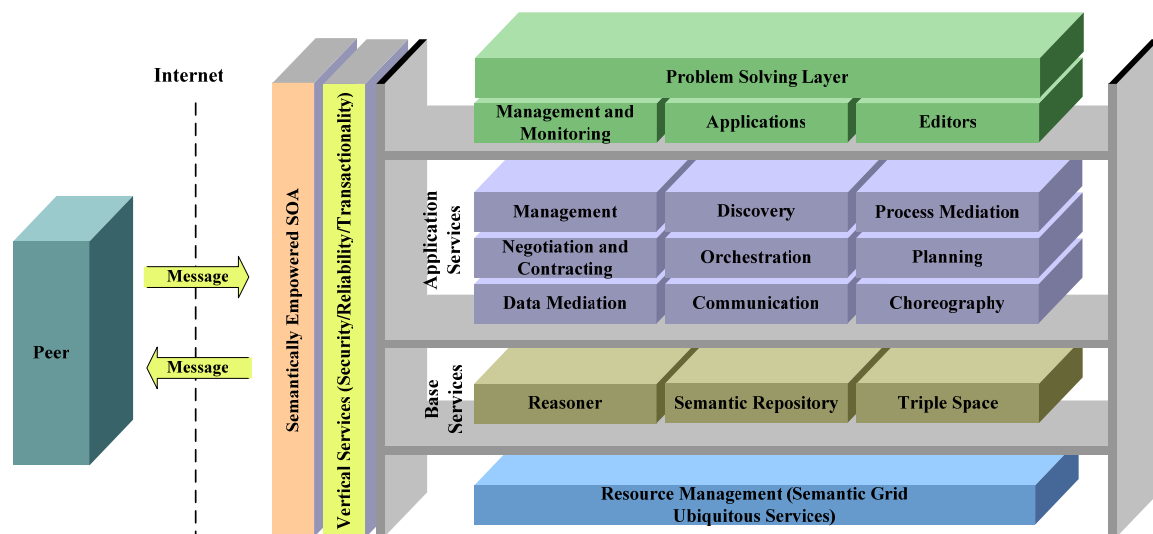 Internet
Peer
Message
Message
Semantically Empowered SOA
Vertical Services (Security/Reliability/Transactionality)
Problem Solving Layer
Management and
Monitoring
Applications
Editors
Application
Services
Management
Discovery
Process Mediation
Negotiation and
Contracting
Orchestration
Planning
Data Mediation
Communication
Choreography
Base
Services
Reasoner
Semantic Repository
Triple Space
Resource Management (Semantic Grid
Ubiquitous Services)